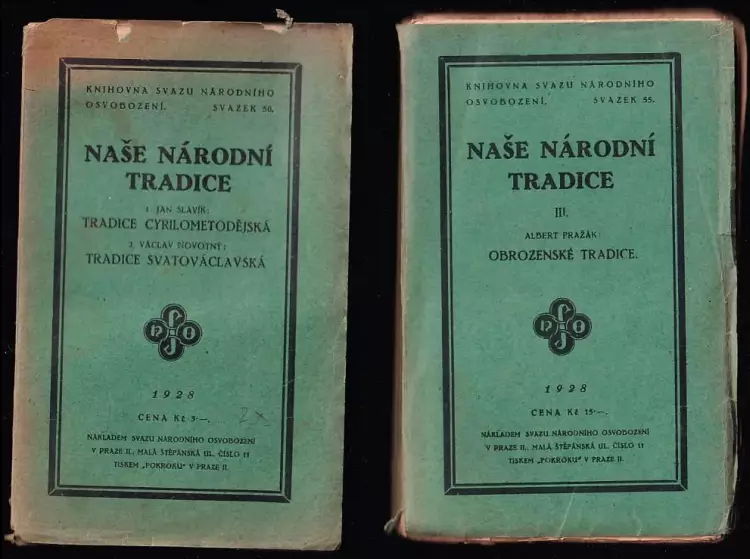 KNIHOVNA SVAZU NÁRODNÍHO
OSVOBOZENÍ. SVAZEK 50.
NAŠE NÁRODNÍ
TRADICE
1. JAN SLAVÍK:
TRADICE CYRILOMETODĚJSKÁ
2. VÁCLAV NOVOTNÝ:
TRADICE SVATOVÁCLAVSKÁ
1928
CENA Kč 5·—.
NÁKLADEM SVAZU NÁRODNÍHO OSVOBOZENÍ
V PRAZE II., MALÁ ŠTĚPÁNSKÁ UL. ČÍSLO 11
TISKEM „POKROKU" V PRAZE II.
KNIHOVNA SVAZU NÁRODNÍHO
OSVOBOZENÍ. SVAZEK 55.
NAŠE NÁRODNÍ
TRADICE
III.
ALBERT PRAŽÁK:
OBROZENSKÉ TRADICE.
1928
CENA Kč 15·—.
NÁKLADEM SVAZU NÁRODNÍHO OSVOBOZENÍ
V PRAZE II., MALÁ ŠTĚPÁNSKÁ UL. ČÍSLO 11
TISKEM „POKROKU" V PRAZE II.